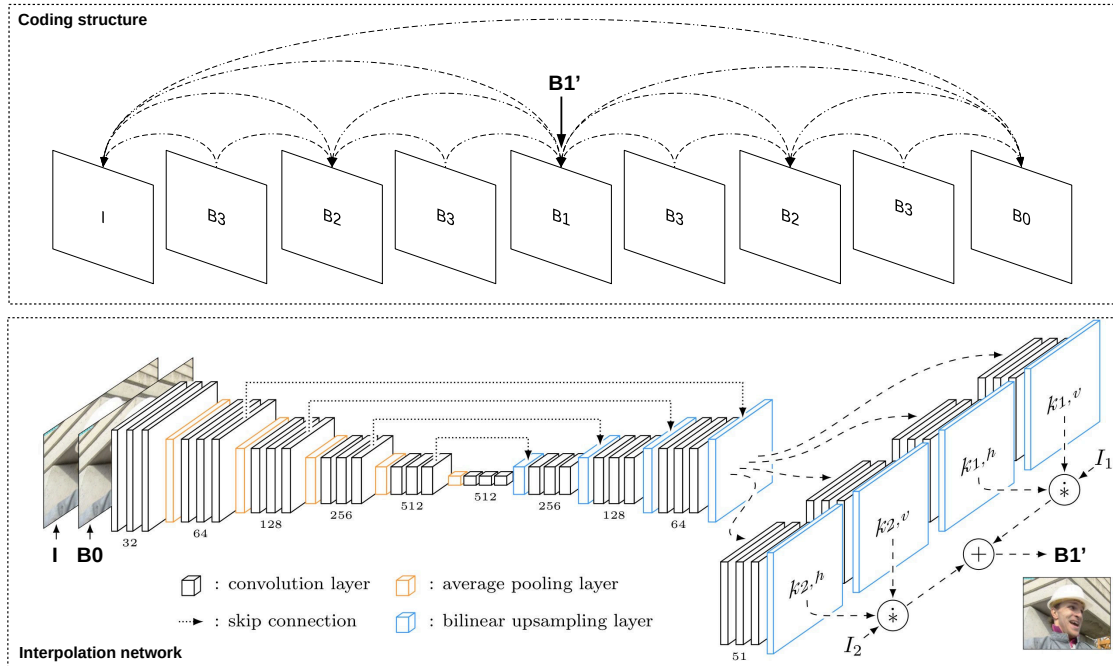 Coding structure
B1’
I
B3
B2
B3
B1
B3
B2
B3
B0
I
B0
32
64
128
256
512
512
256
128
64
51
k1,v
k1,h
k2,v
k2,h
I1
I2
*
*
+
B1’
: convolution layer
: average pooling layer
: skip connection
: bilinear upsampling layer
Interpolation network